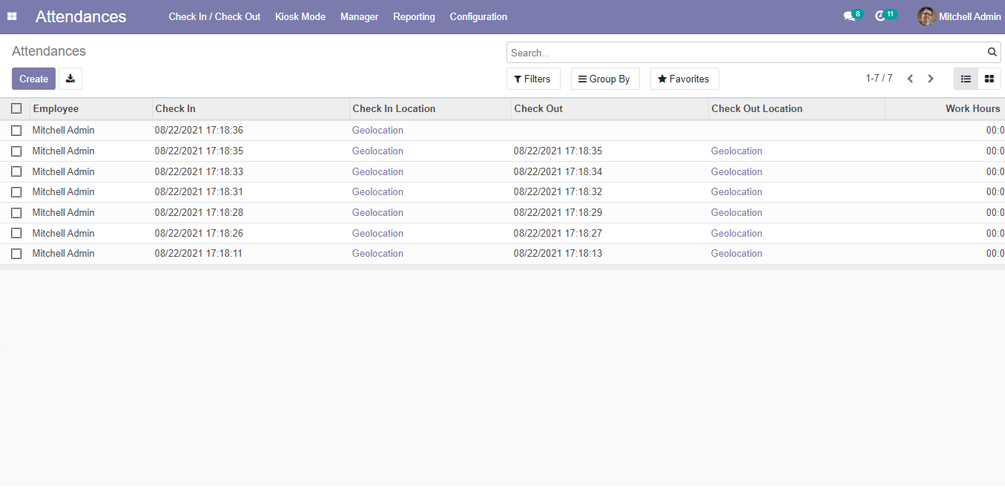 Attendances Check In / Check Out Kiosk Mode Manager Reporting Configuration 8 11 Mitchell Admin
Attendances Search...
Create Filters Group By Favorites 1-7 / 7
Employee Check In Check In Location Check Out Check Out Location Work Hours
Mitchell Admin 08/22/2021 17:18:36 Geolocation 00:0
Mitchell Admin 08/22/2021 17:18:35 Geolocation 08/22/2021 17:18:35 Geolocation 00:0
Mitchell Admin 08/22/2021 17:18:33 Geolocation 08/22/2021 17:18:34 Geolocation 00:0
Mitchell Admin 08/22/2021 17:18:31 Geolocation 08/22/2021 17:18:32 Geolocation 00:0
Mitchell Admin 08/22/2021 17:18:28 Geolocation 08/22/2021 17:18:29 Geolocation 00:0
Mitchell Admin 08/22/2021 17:18:26 Geolocation 08/22/2021 17:18:27 Geolocation 00:0
Mitchell Admin 08/22/2021 17:18:11 Geolocation 08/22/2021 17:18:13 Geolocation 00:0